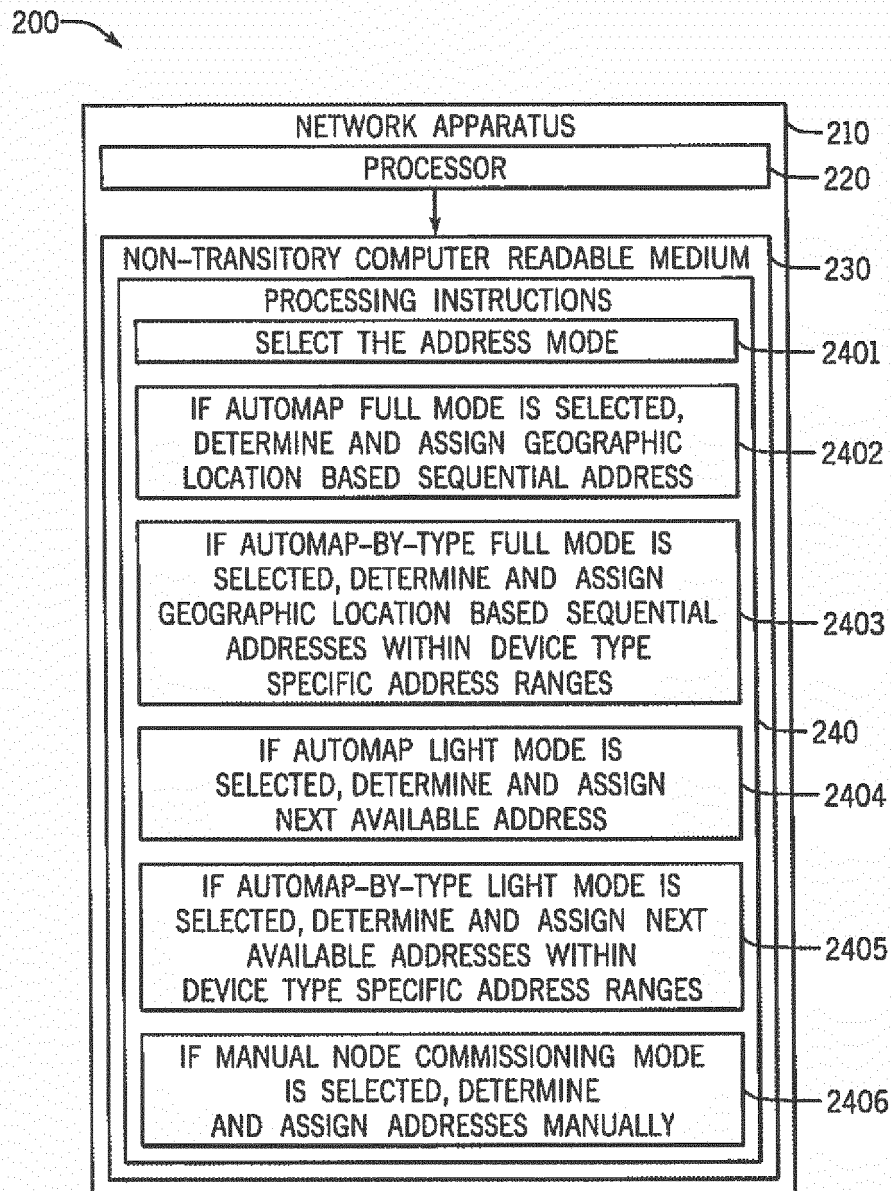 200
NETWORK APPARATUS
210
PROCESSOR
220
NON-TRANSITORY COMPUTER READABLE MEDIUM
230
PROCESSING INSTRUCTIONS
SELECT THE ADDRESS MODE
2401
IF AUTOMAP FULL MODE IS SELECTED,
DETERMINE AND ASSIGN GEOGRAPHIC
LOCATION BASED SEQUENTIAL ADDRESS
2402
IF AUTOMAP-BY-TYPE FULL MODE IS
SELECTED, DETERMINE AND ASSIGN
GEOGRAPHIC LOCATION BASED SEQUENTIAL
ADDRESSES WITHIN DEVICE TYPE
SPECIFIC ADDRESS RANGES
2403
240
IF AUTOMAP LIGHT MODE IS
SELECTED, DETERMINE AND ASSIGN
NEXT AVAILABLE ADDRESS
2404
IF AUTOMAP-BY-TYPE LIGHT MODE IS
SELECTED, DETERMINE AND ASSIGN NEXT
AVAILABLE ADDRESSES WITHIN
DEVICE TYPE SPECIFIC ADDRESS RANGES
2405
IF MANUAL NODE COMMISSIONING MODE
IS SELECTED, DETERMINE
AND ASSIGN ADDRESSES MANUALLY
2406